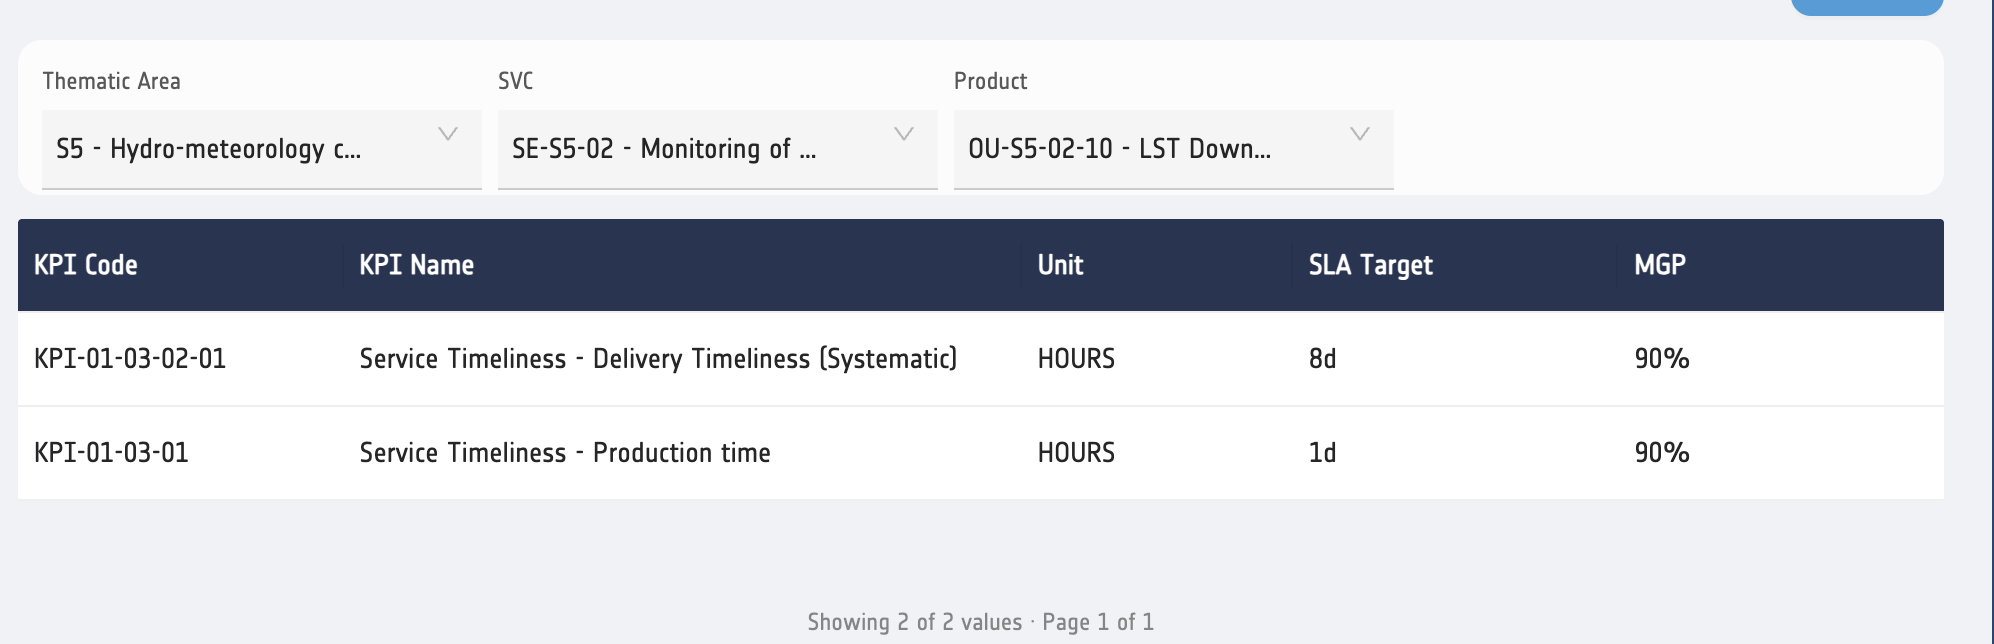 Thematic Area SVC Product
S5 - Hydro-meteorology c... SE-S5-02 - Monitoring of ... OU-S5-02-10 - LST Down...
KPI Code KPI Name Unit SLA Target MGP
KPI-01-03-02-01 Service Timeliness - Delivery Timeliness (Systematic) HOURS 8d 90%
KPI-01-03-01 Service Timeliness - Production time HOURS 1d 90%
Showing 2 of 2 values · Page 1 of 1